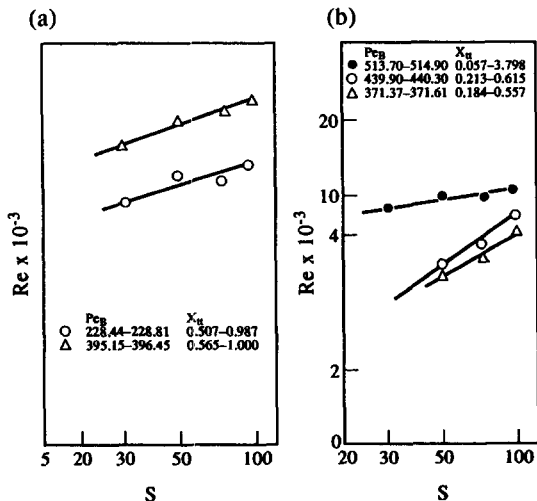 (a)
Re x 10⁻³
Pe_B X_tt
○ 228.44–228.81 0.507–0.987
△ 395.15–396.45 0.565–1.000
5 20 30 50 100
S
(b)
Pe_B X_tt
● 513.70–514.90 0.057–3.798
○ 439.90–440.30 0.213–0.615
△ 371.37–371.61 0.184–0.557
Re x 10⁻³
20
10
4
2
0
20 30 50 100
S